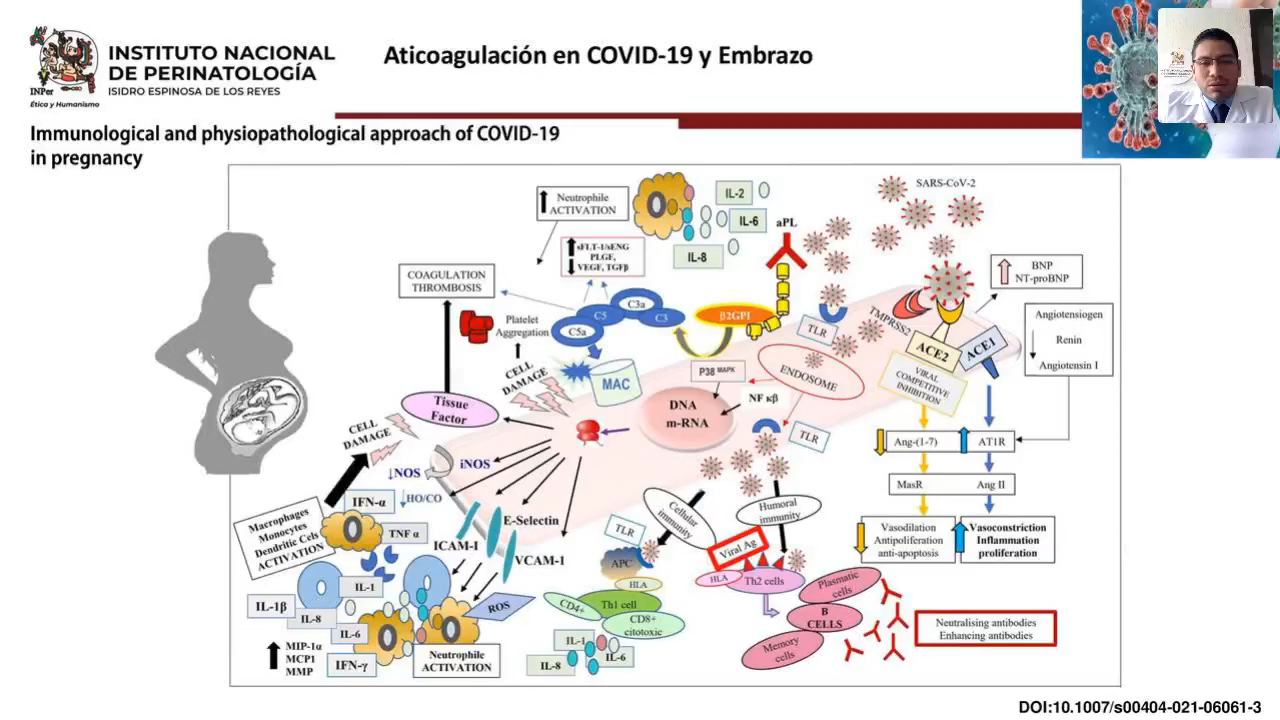 INSTITUTO NACIONAL
DE PERINATOLOGÍA
ISIDRO ESPINOSA DE LOS REYES
INPer
Ética y Humanismo
Aticoagulación en COVID-19 y Embrazo
Immunological and physiopathological approach of COVID-19
in pregnancy
Neutrophile
ACTIVATION
IL-2
IL-6
IL-8
aPL
SARS-CoV-2
sFLT-1/sENG
PLGF,
VEGF, TGFβ
BNP
NT-proBNP
COAGULATION
THROMBOSIS
C3a
C5
C3
C5a
Platelet
Aggregation
β2GPI
TLR
TMPRSS2
ACE2
ACE1
Angiotensiogen
Renin
Angiotensin I
CELL
DAMAGE
MAC
P38 MAPK
ENDOSOME
VIRAL
COMPETITIVE
INHIBITION
NF κβ
DNA
m-RNA
Tissue
Factor
CELL
DAMAGE
TLR
Ang-(1-7)
AT1R
↓NOS
iNOS
↓HO/CO
MasR
Ang II
IFN-α
TNF α
Macrophages
Monocytes
Dendritic Cels
ACTIVATION
E-Selectin
ICAM-I
VCAM-1
Cellular
immunity
Humoral
immunity
Vasodilation
Antipoliferation
anti-apoptosis
Vasoconstriction
Inflammation
proliferation
TLR
APC
Viral Ag
HLA
HLA
Th2 cells
Plasmatic
cells
IL-1
IL-1β
IL-8
IL-6
ROS
CD4+
Th1 cell
CD8+
citotoxic
B
CELLS
Memory
cells
Neutralising antibodies
Enhancing antibodies
MIP-1α
MCP1
MMP
IFN-γ
Neutrophile
ACTIVATION
IL-1
IL-8
IL-6
DOI:10.1007/s00404-021-06061-3